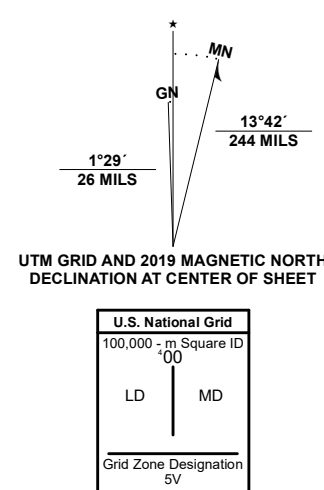 ★
MN
GN
1°29´
26 MILS
13°42´
244 MILS
UTM GRID AND 2019 MAGNETIC NORTH
DECLINATION AT CENTER OF SHEET
U.S. National Grid
100,000 - m Square ID
⁴00
LD MD
Grid Zone Designation
5V